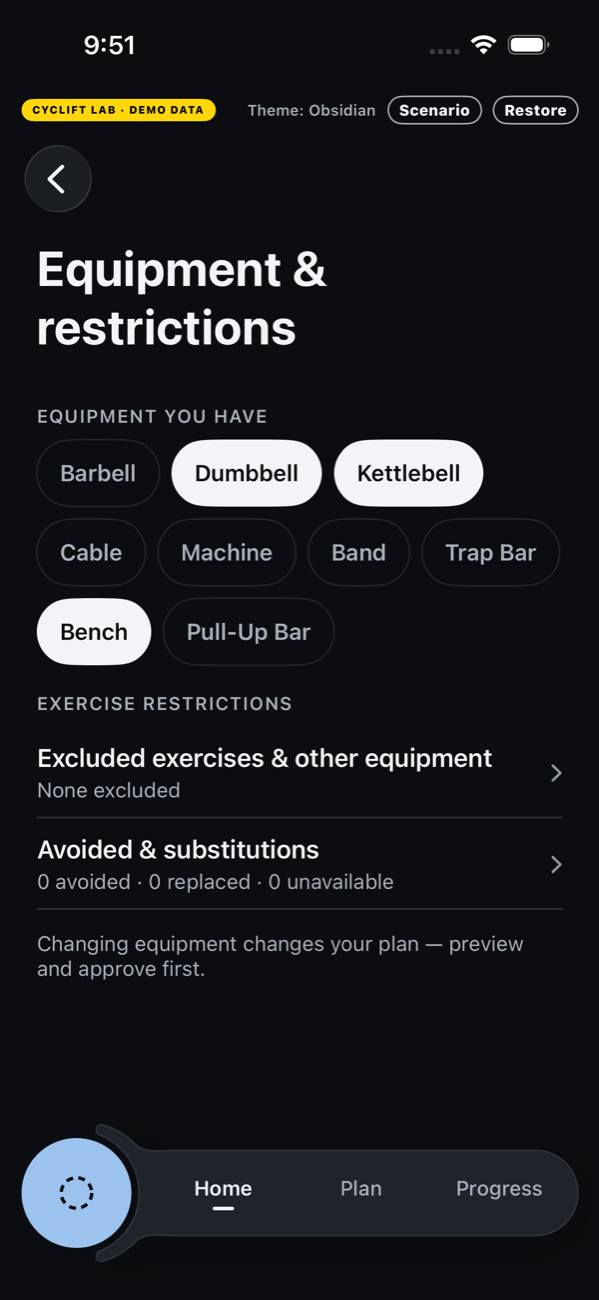 9:51
CYCLIFT LAB · DEMO DATA
Theme: Obsidian
Scenario
Restore
Equipment &
restrictions
EQUIPMENT YOU HAVE
Barbell
Dumbbell
Kettlebell
Cable
Machine
Band
Trap Bar
Bench
Pull-Up Bar
EXERCISE RESTRICTIONS
Excluded exercises & other equipment
None excluded
Avoided & substitutions
0 avoided · 0 replaced · 0 unavailable
Changing equipment changes your plan — preview
and approve first.
Home
Plan
Progress